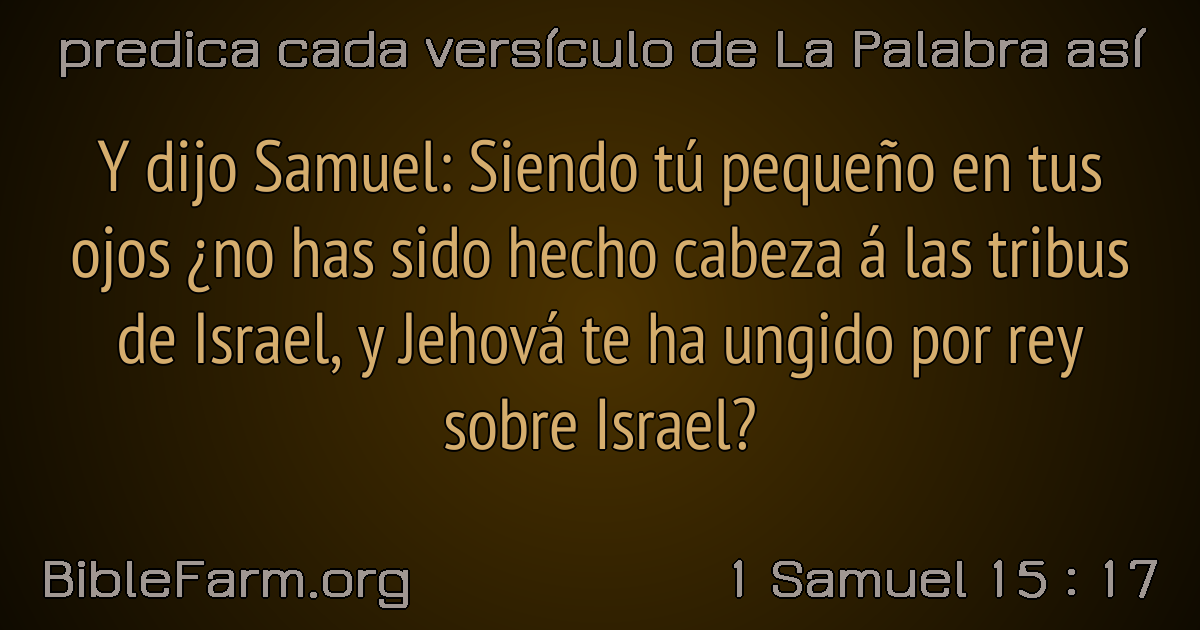 predica cada versículo de La Palabra así
Y dijo Samuel: Siendo tú pequeño en tus
ojos ¿no has sido hecho cabeza á las tribus
de Israel, y Jehová te ha ungido por rey
sobre Israel?
BibleFarm.org
1 Samuel 15 : 17